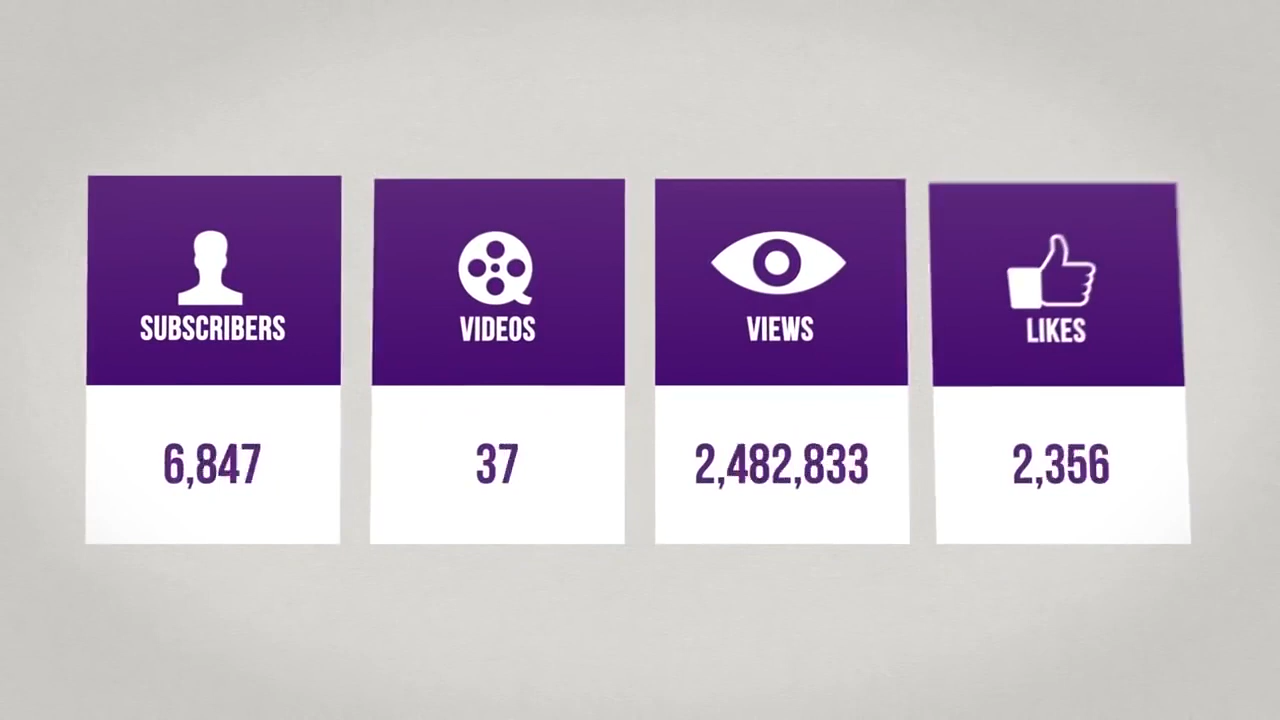 SUBSCRIBERS
6,847
VIDEOS
37
VIEWS
2,482,833
LIKES
2,356